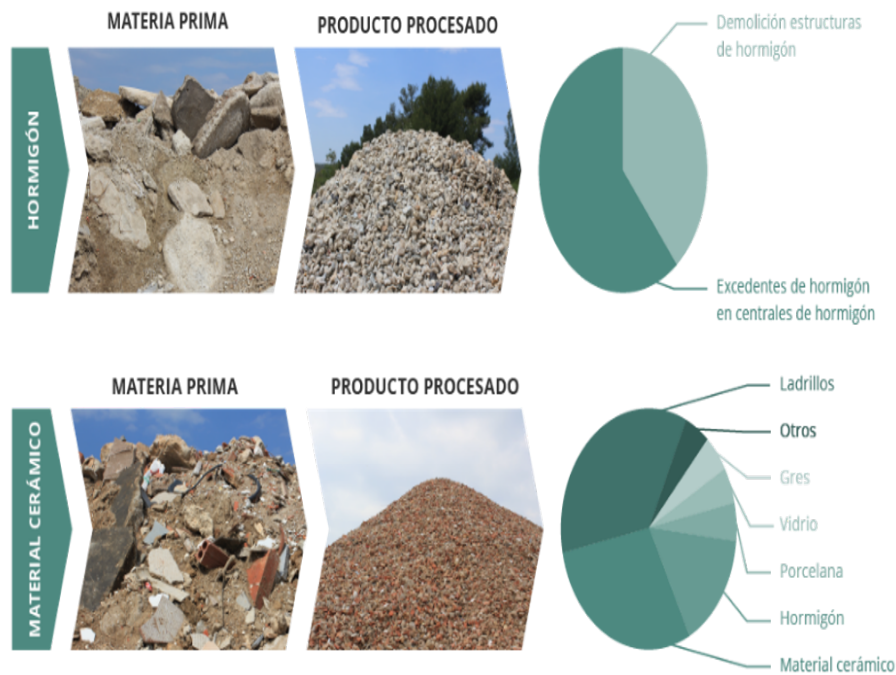 MATERIA PRIMA
PRODUCTO PROCESADO
HORMIGÓN
Demolición estructuras
de hormigón
Excedentes de hormigón
en centrales de hormigón
MATERIA PRIMA
PRODUCTO PROCESADO
MATERIAL CERÁMICO
Ladrillos
Otros
Gres
Vidrio
Porcelana
Hormigón
Material cerámico